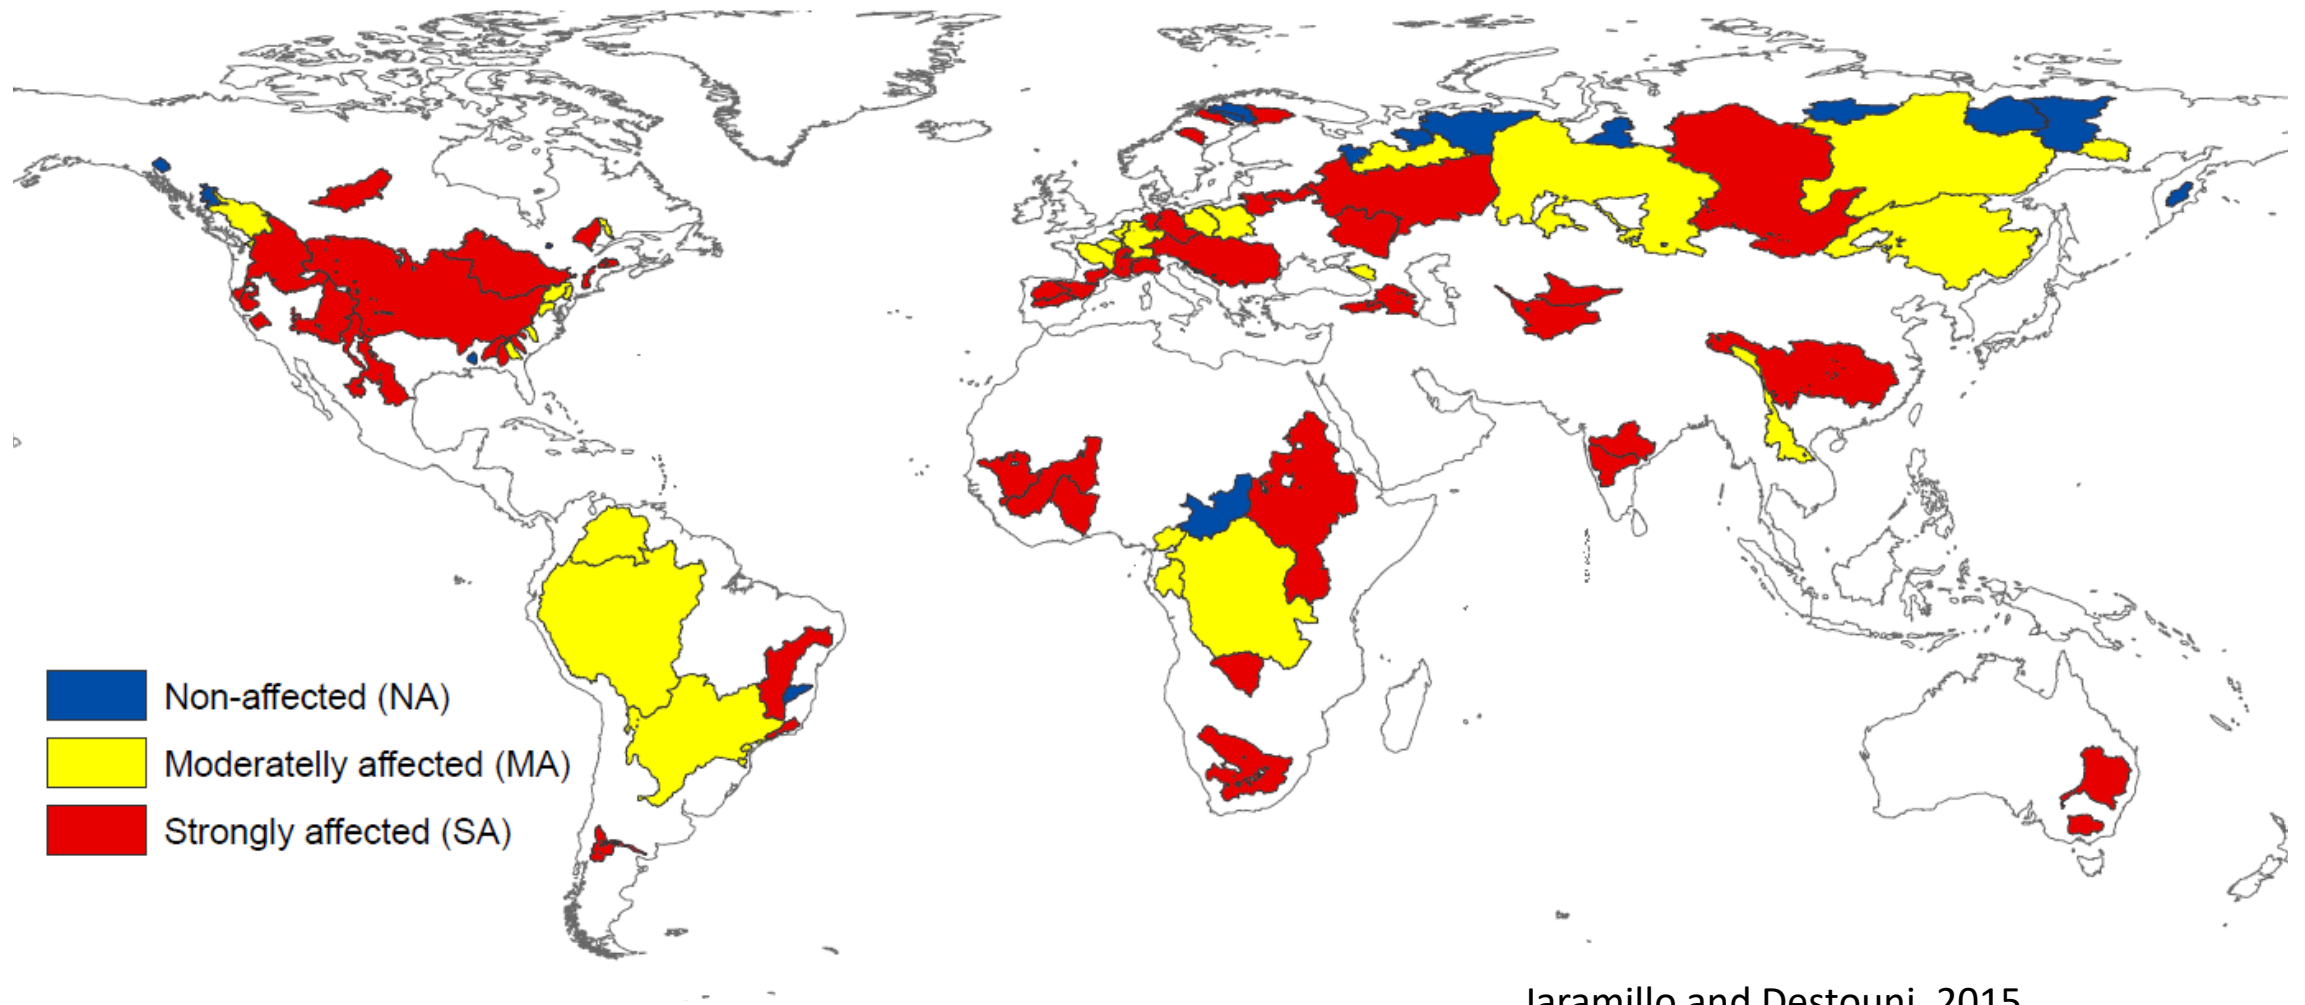 Non-affected (NA)
Moderatelly affected (MA)
Strongly affected (SA)
Jaramillo and Destouni, 2015